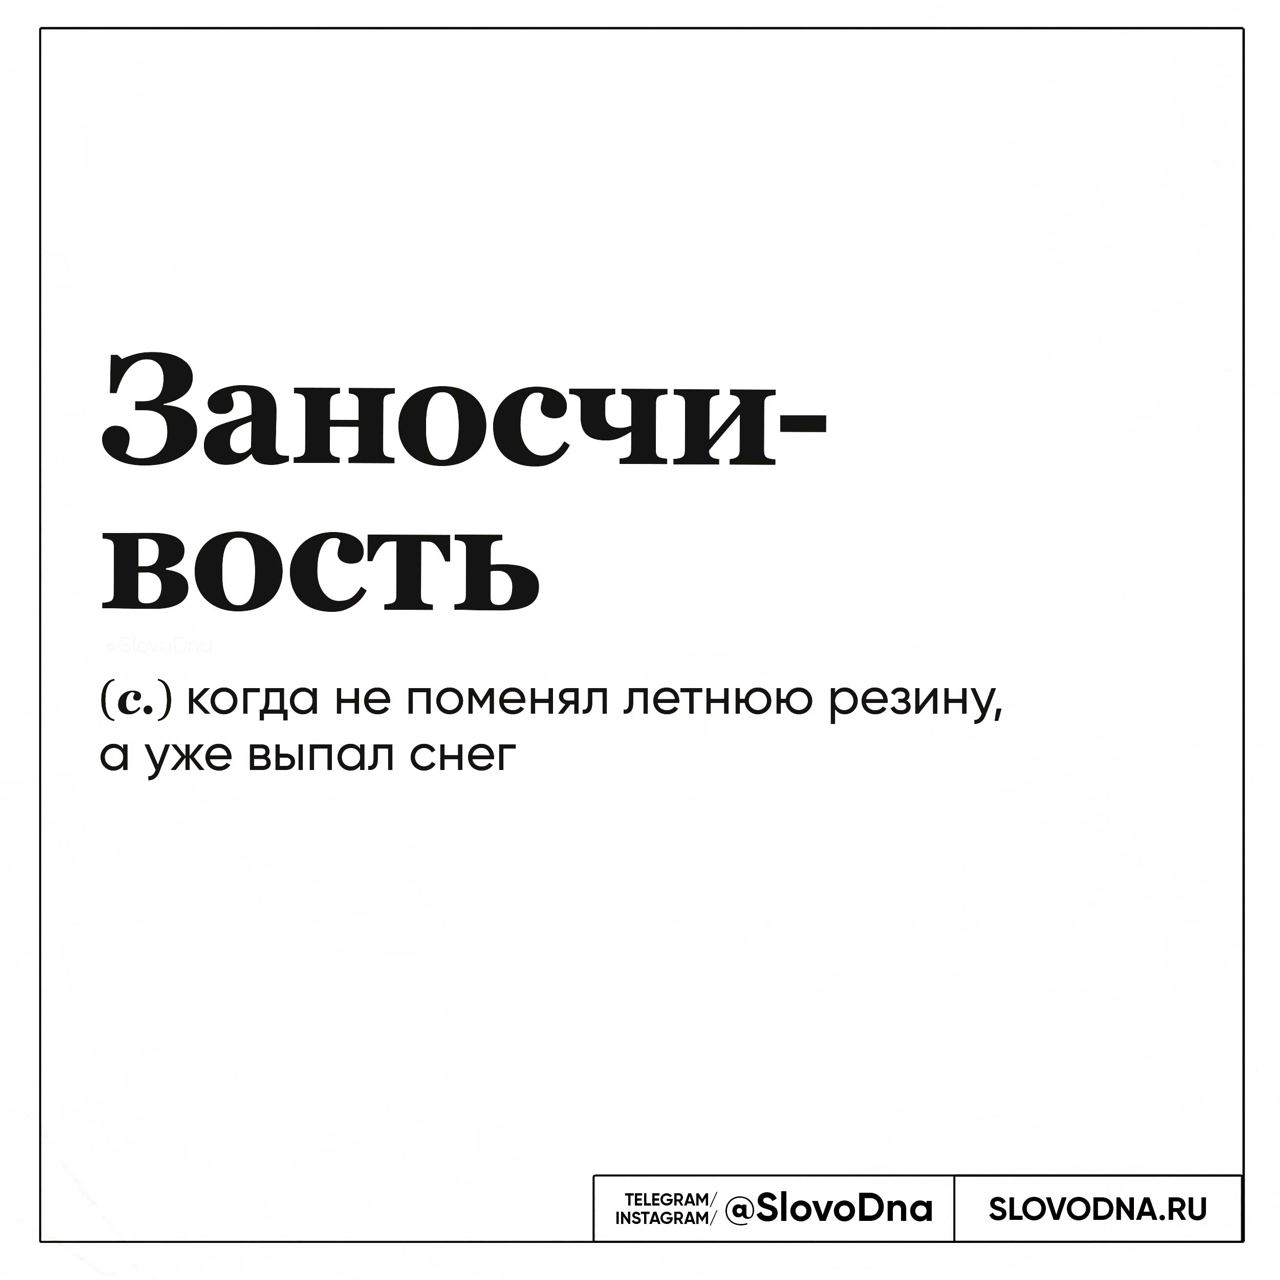 Заносчи-
вость
@SlovoDna
(с.) когда не поменял летнюю резину,
а уже выпал снег
TELEGRAM/
INSTAGRAM/
@SlovoDna
SLOVODNA.RU